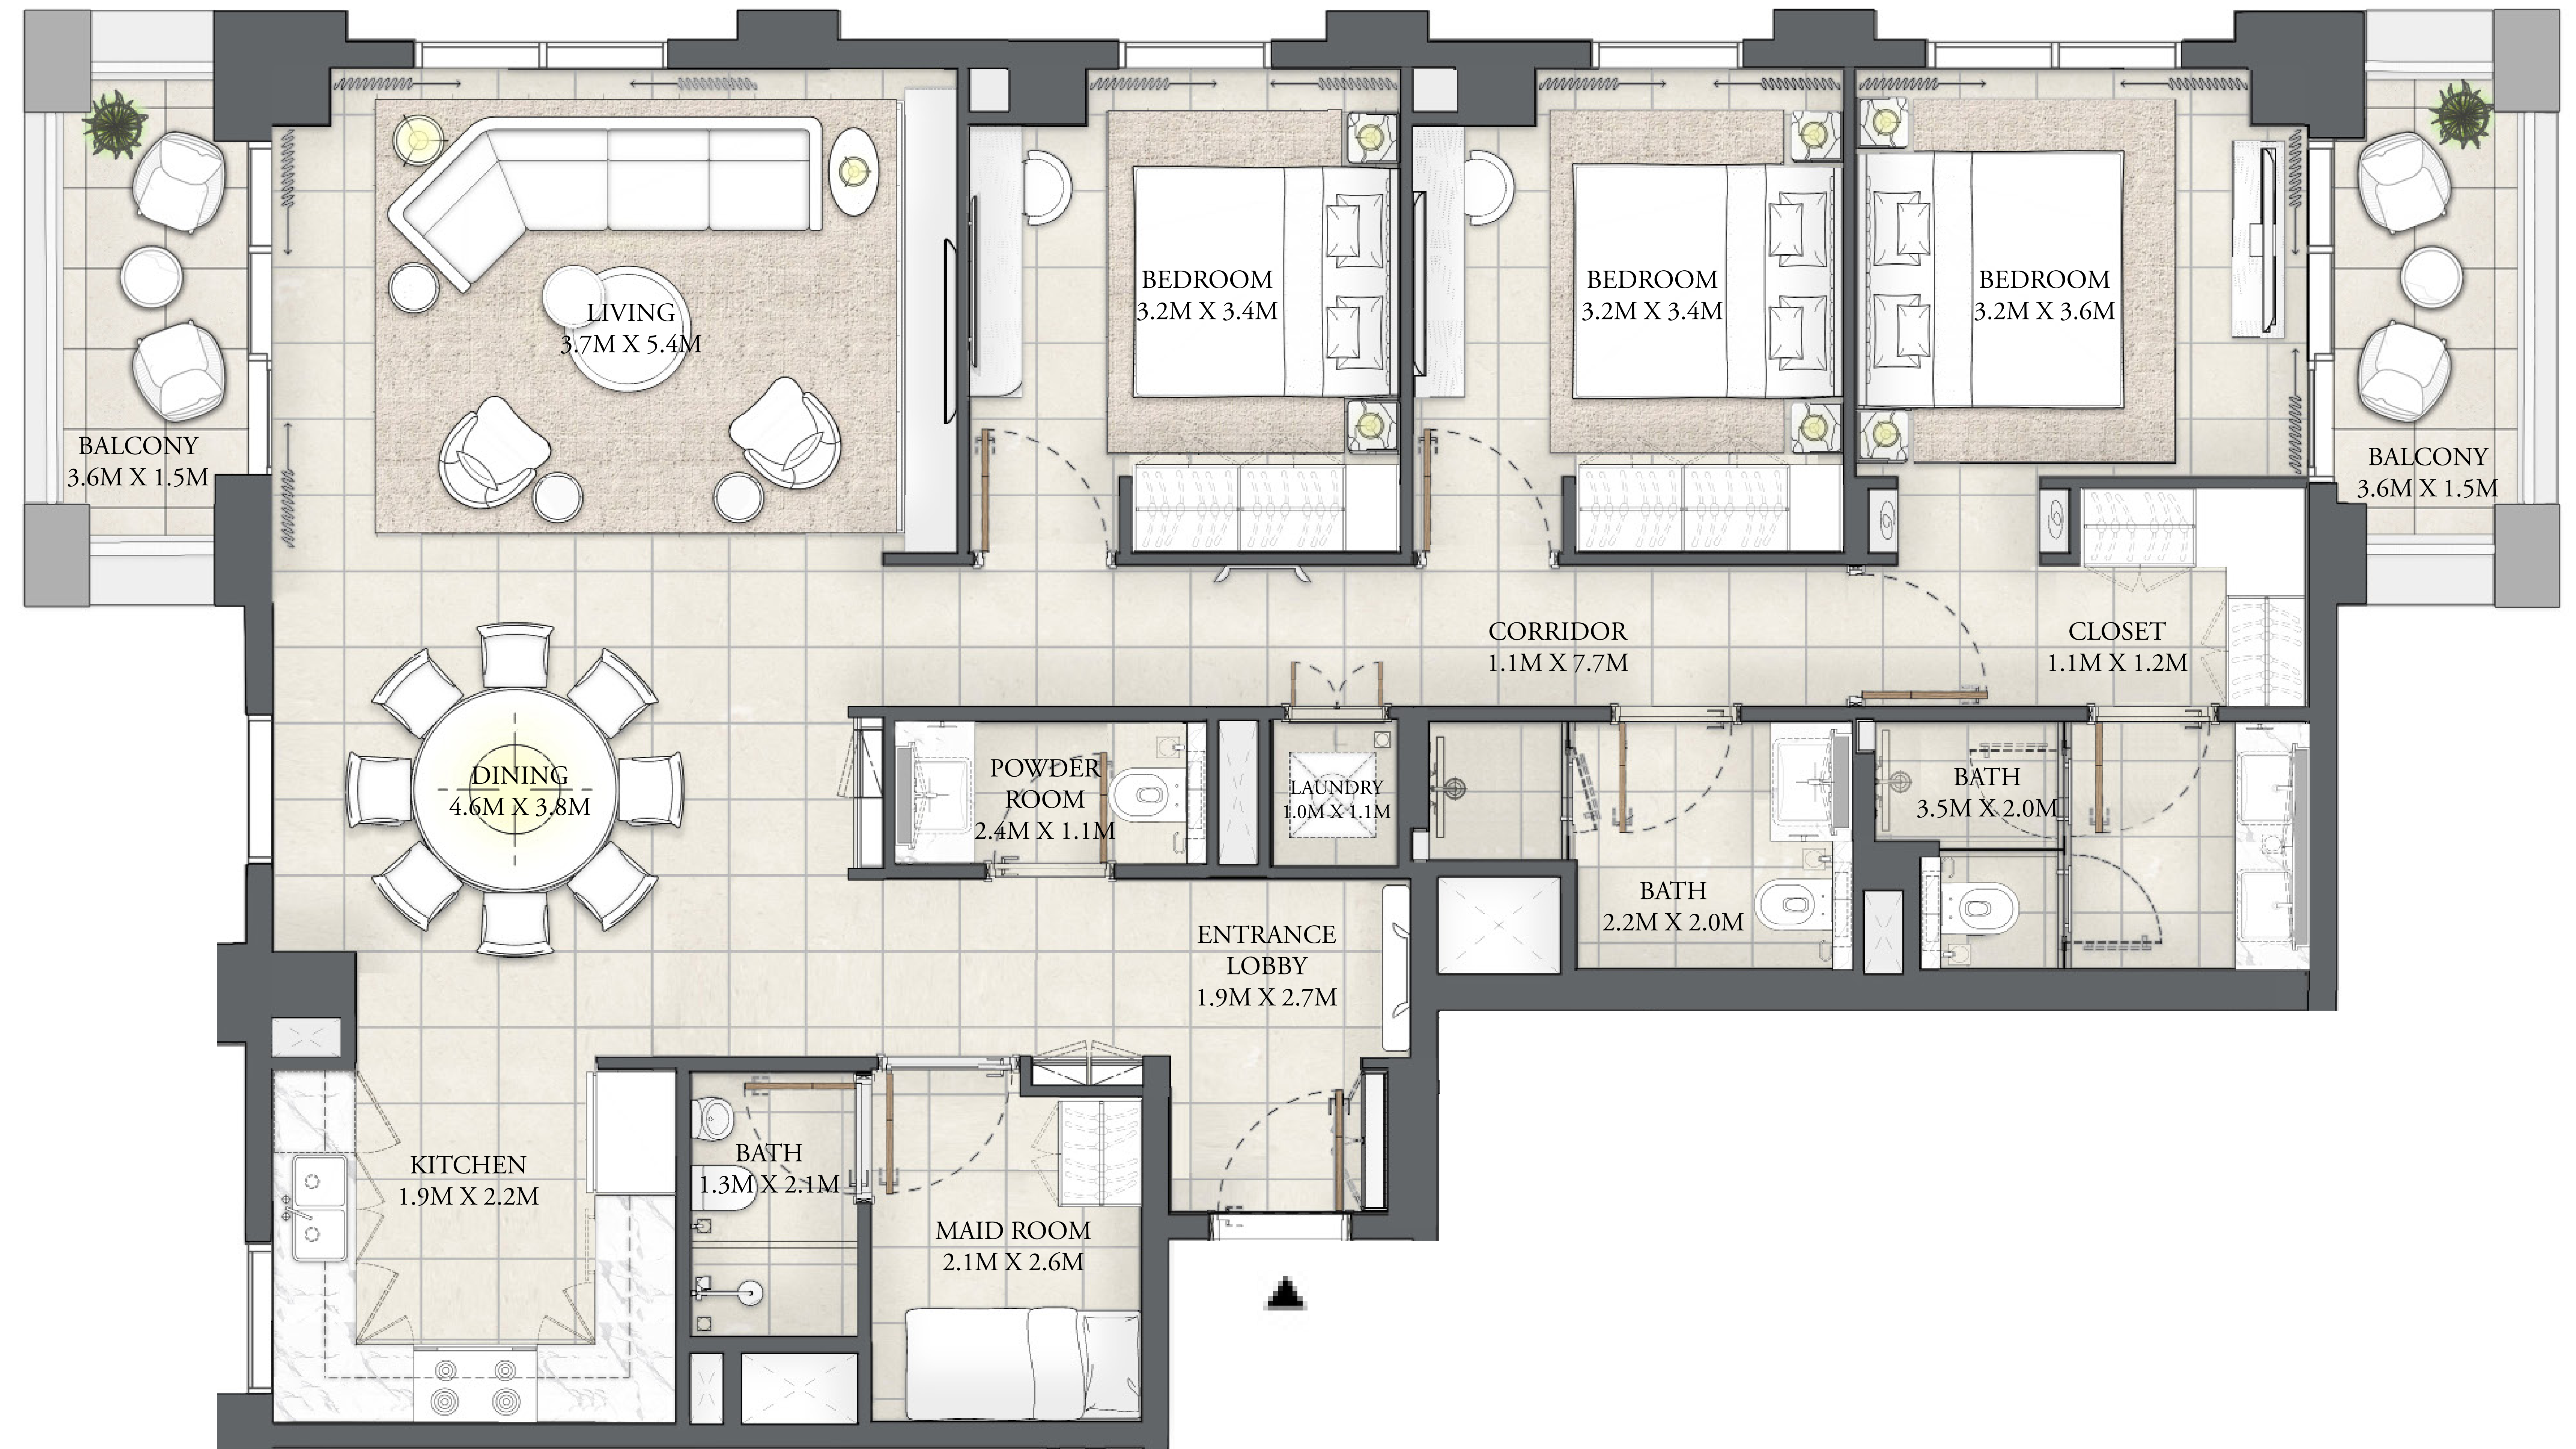 BEDROOM
3.2M X 3.4M
BEDROOM
3.2M X 3.4M
BEDROOM
3.2M X 3.6M
LIVING
3.7M X 5.4M
BALCONY
3.6M X 1.5M
BALCONY
3.6M X 1.5M
CORRIDOR
1.1M X 7.7M
CLOSET
1.1M X 1.2M
DINING
4.6M X 3.8M
POWDER
ROOM
2.4M X 1.1M
LAUNDRY
1.0M X 1.1M
BATH
3.5M X 2.0M
BATH
2.2M X 2.0M
ENTRANCE
LOBBY
1.9M X 2.7M
KITCHEN
1.9M X 2.2M
BATH
1.3M X 2.1M
MAID ROOM
2.1M X 2.6M